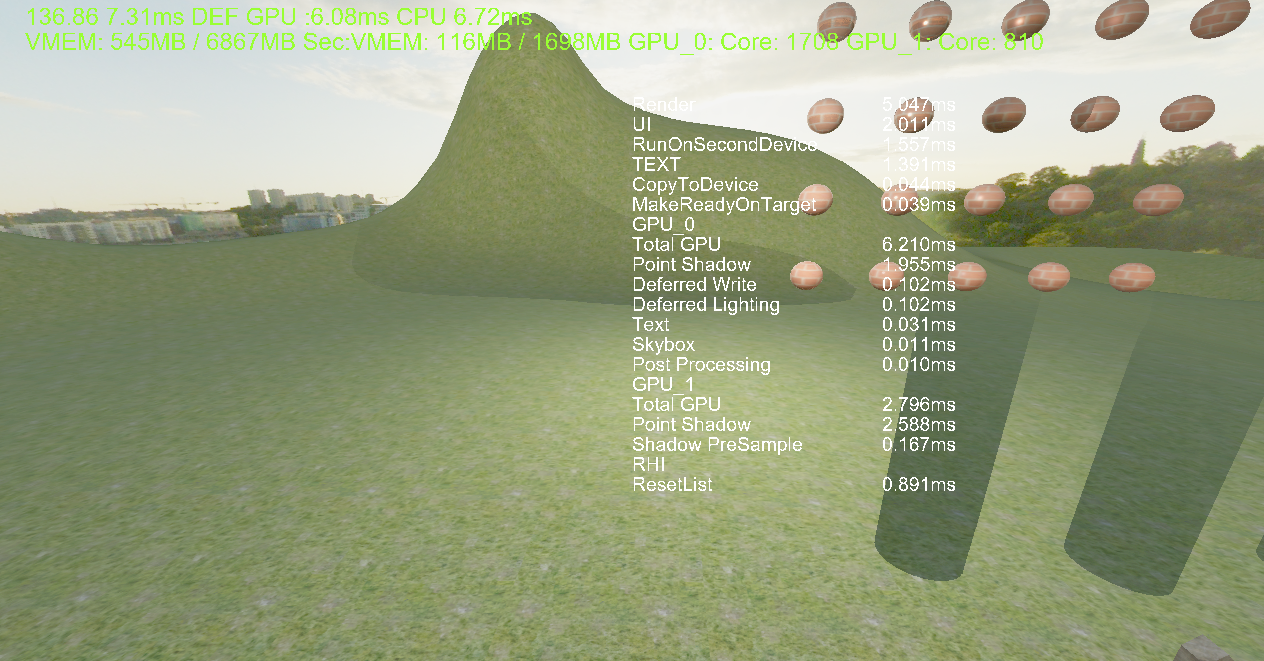 136.86 7.31ms DEF GPU :6.08ms CPU 6.72ms
VMEM: 545MB / 6867MB Sec:VMEM: 116MB / 1698MB GPU_0: Core: 1708 GPU_1: Core: 810
Render 5.047ms
UI 2.011ms
RunOnSecondDevice 1.557ms
TEXT 1.391ms
CopyToDevice 0.044ms
MakeReadyOnTarget 0.039ms
GPU_0
Total GPU 6.210ms
Point Shadow 1.955ms
Deferred Write 0.102ms
Deferred Lighting 0.102ms
Text 0.031ms
Skybox 0.011ms
Post Processing 0.010ms
GPU_1
Total GPU 2.796ms
Point Shadow 2.588ms
Shadow PreSample 0.167ms
RHI
ResetList 0.891ms